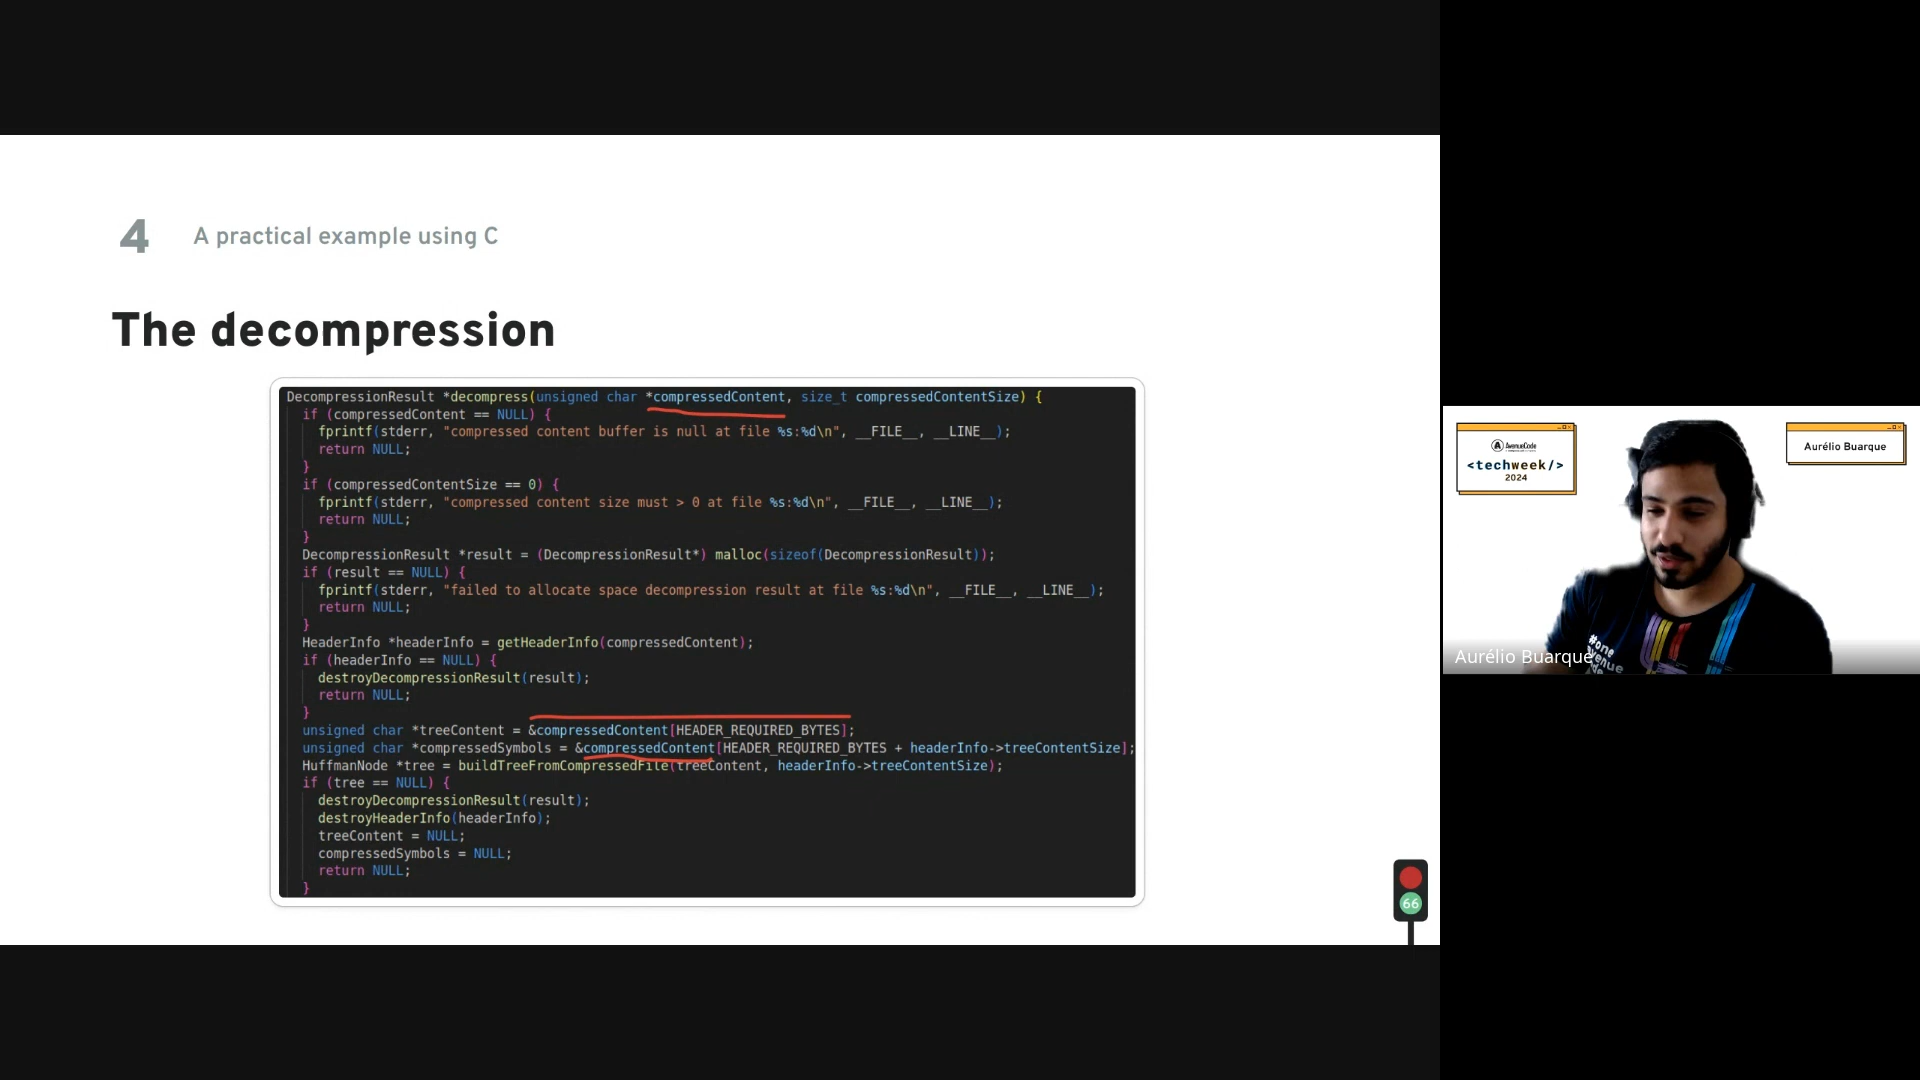 4 A practical example using C
The decompression
DecompressionResult *decompress(unsigned char *compressedContent, size_t compressedContentSize) {
if (compressedContent == NULL) {
fprintf(stderr, "compressed content buffer is null at file %s:%d\n", __FILE__, __LINE__);
return NULL;
}
if (compressedContentSize == 0) {
fprintf(stderr, "compressed content size must > 0 at file %s:%d\n", __FILE__, __LINE__);
return NULL;
}
DecompressionResult *result = (DecompressionResult*) malloc(sizeof(DecompressionResult));
if (result == NULL) {
fprintf(stderr, "failed to allocate space decompression result at file %s:%d\n", __FILE__, __LINE__);
return NULL;
}
HeaderInfo *headerInfo = getHeaderInfo(compressedContent);
if (headerInfo == NULL) {
destroyDecompressionResult(result);
return NULL;
}
unsigned char *treeContent = &compressedContent[HEADER_REQUIRED_BYTES];
unsigned char *compressedSymbols = &compressedContent[HEADER_REQUIRED_BYTES + headerInfo->treeContentSize];
HuffmanNode *tree = buildTreeFromCompressedFile(treeContent, headerInfo->treeContentSize);
if (tree == NULL) {
destroyDecompressionResult(result);
destroyHeaderInfo(headerInfo);
treeContent = NULL;
compressedSymbols = NULL;
return NULL;
}
66
AvenueCode
<techweek/>
2024
Aurélio Buarque
#one
Aurélio Buarque